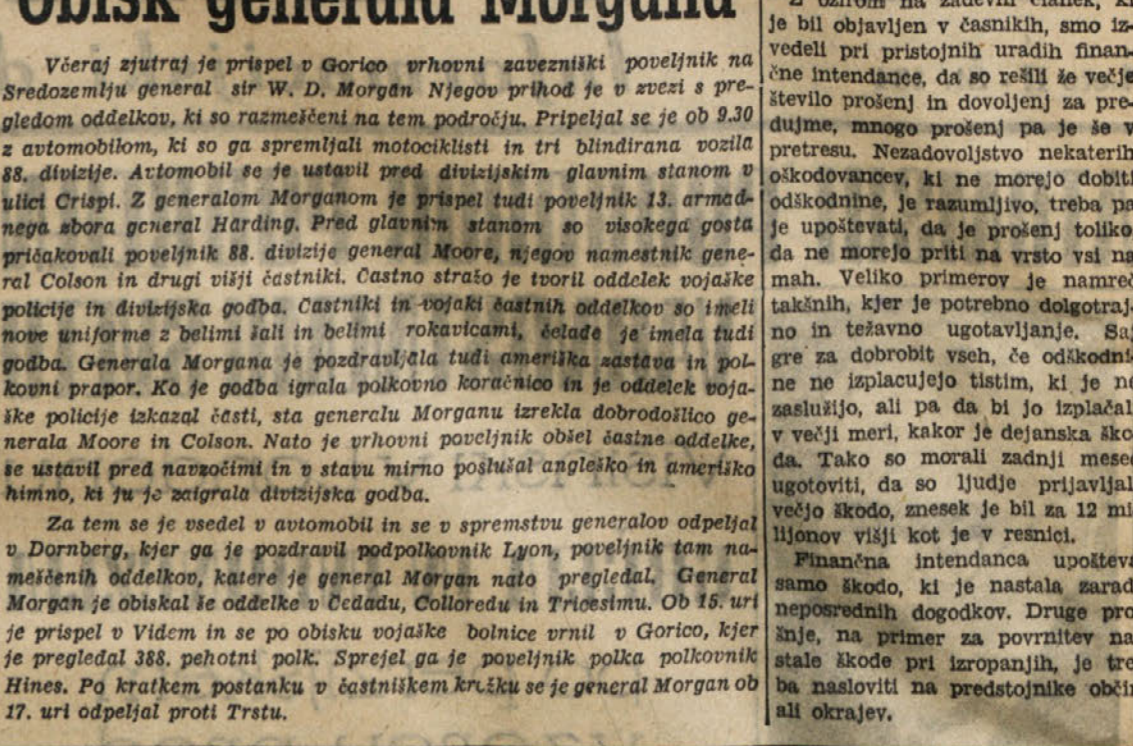 Obisk generala Morgana
Včeraj zjutraj je prispel v Gorico vrhovni zavezniški poveljnik na
Sredozemlju general sir W. D. Morgan Njegov prihod je v zvezi s pre-
gledom oddelkov, ki so razmeščeni na tem področju. Pripeljal se je ob 9.30
z avtomobilom, ki so ga spremljali motociklisti in tri blindirana vozila
88. divizije. Avtomobil se je ustavil pred divizijskim glavnim stanom v
ulici Crispi. Z generalom Morganom je prispel tudi poveljnik 13. armad-
nega zbora general Harding. Pred glavnim stanom so visokega gosta
pričakovali poveljnik 88. divizije general Moore, njegov namestnik gene-
ral Colson in drugi višji častniki. Častno stražo je tvoril oddelek vojaške
policije in divizijska godba. Častniki in vojaki častnih oddelkov so imeli
nove uniforme z belimi šali in belimi rokavicami, čelade je imela tudi
godba. Generala Morgana je pozdravljala tudi ameriška zastava in pol-
kovni prapor. Ko je godba igrala polkovno koračnico in je oddelek voja-
ške policije izkazal časti, sta generalu Morganu izrekla dobrodošlico ge-
nerala Moore in Colson. Nato je vrhovni poveljnik obšel častne oddelke,
se ustavil pred navzočimi in v stavu mirno poslušal angleško in ameriško
himno, ki ju je zaigrala divizijska godba.
Za tem se je vsedel v avtomobil in se v spremstvu generalov odpeljal
v Dornberg, kjer ga je pozdravil podpolkovnik Lyon, poveljnik tam na-
meščenih oddelkov, katere je general Morgan nato pregledal. General
Morgan je obiskal še oddelke v Čedadu, Colloredu in Tricesimu. Ob 15. uri
je prispel v Videm in se po obisku vojaške bolnice vrnil v Gorico, kjer
je pregledal 388. pehotni polk. Sprejel ga je poveljnik polka polkovnik
Hines. Po kratkem postanku v častniškem krožku se je general Morgan ob
17. uri odpeljal proti Trstu.
Z ozirom na zadevni članek, ki
je bil objavljen v časnikih, smo iz-
vedeli pri pristojnih uradih finan-
čne intendance, da so rešili že večje
število prošenj in dovoljenj za pre-
dujme, mnogo prošenj pa je še v
pretresu. Nezadovoljstvo nekaterih
oškodovancev, ki ne morejo dobiti
odškodnine, je razumljivo, treba pa
je upoštevati, da je prošenj toliko,
da ne morejo priti na vrsto vsi na-
mah. Veliko primerov je namreč
takšnih, kjer je potrebno dolgotraj-
no in težavno ugotavljanje. Saj
gre za dobrobit vseh, če odškodni-
ne ne izplacujejo tistim, ki je ne
zaslužijo, ali pa da bi jo izplačal
v večji meri, kakor je dejanska ško
da. Tako so morali zadnji mesec
ugotoviti, da so ljudje prijavljal
večjo škodo, znesek je bil za 12 mi
lijonov višji kot je v resnici.
Finančna intendanca upošteva
samo škodo, ki je nastala zarad
neposrednih dogodkov. Druge pro
šnje, na primer za povrnitev na
stale škode pri izropanjih, je tre
ba nasloviti na predstojnike občin
ali okrajev.